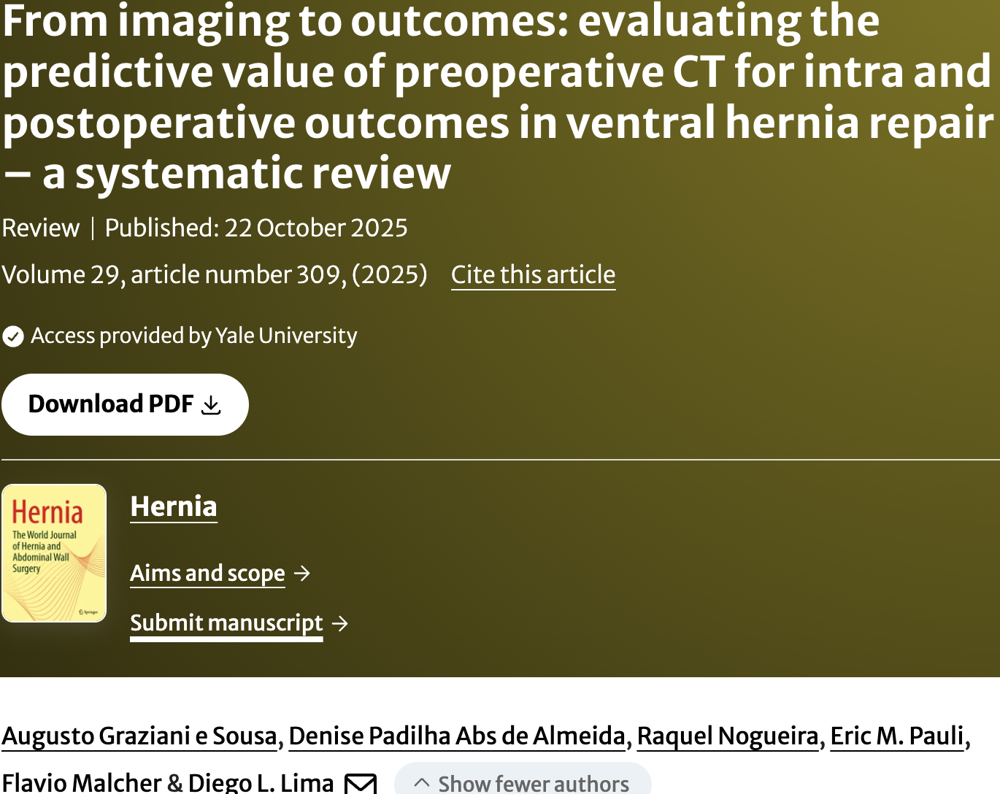 From imaging to outcomes: evaluating the
predictive value of preoperative CT for intra and
postoperative outcomes in ventral hernia repair
– a systematic review
Review | Published: 22 October 2025
Volume 29, article number 309, (2025) Cite this article
Access provided by Yale University
Download PDF
Hernia
The World Journal
of Hernia and
Abdominal Wall
Surgery
Springer
Hernia
Aims and scope →
Submit manuscript →
Augusto Graziani e Sousa, Denise Padilha Abs de Almeida, Raquel Nogueira, Eric M. Pauli,
Flavio Malcher & Diego L. Lima Show fewer authors